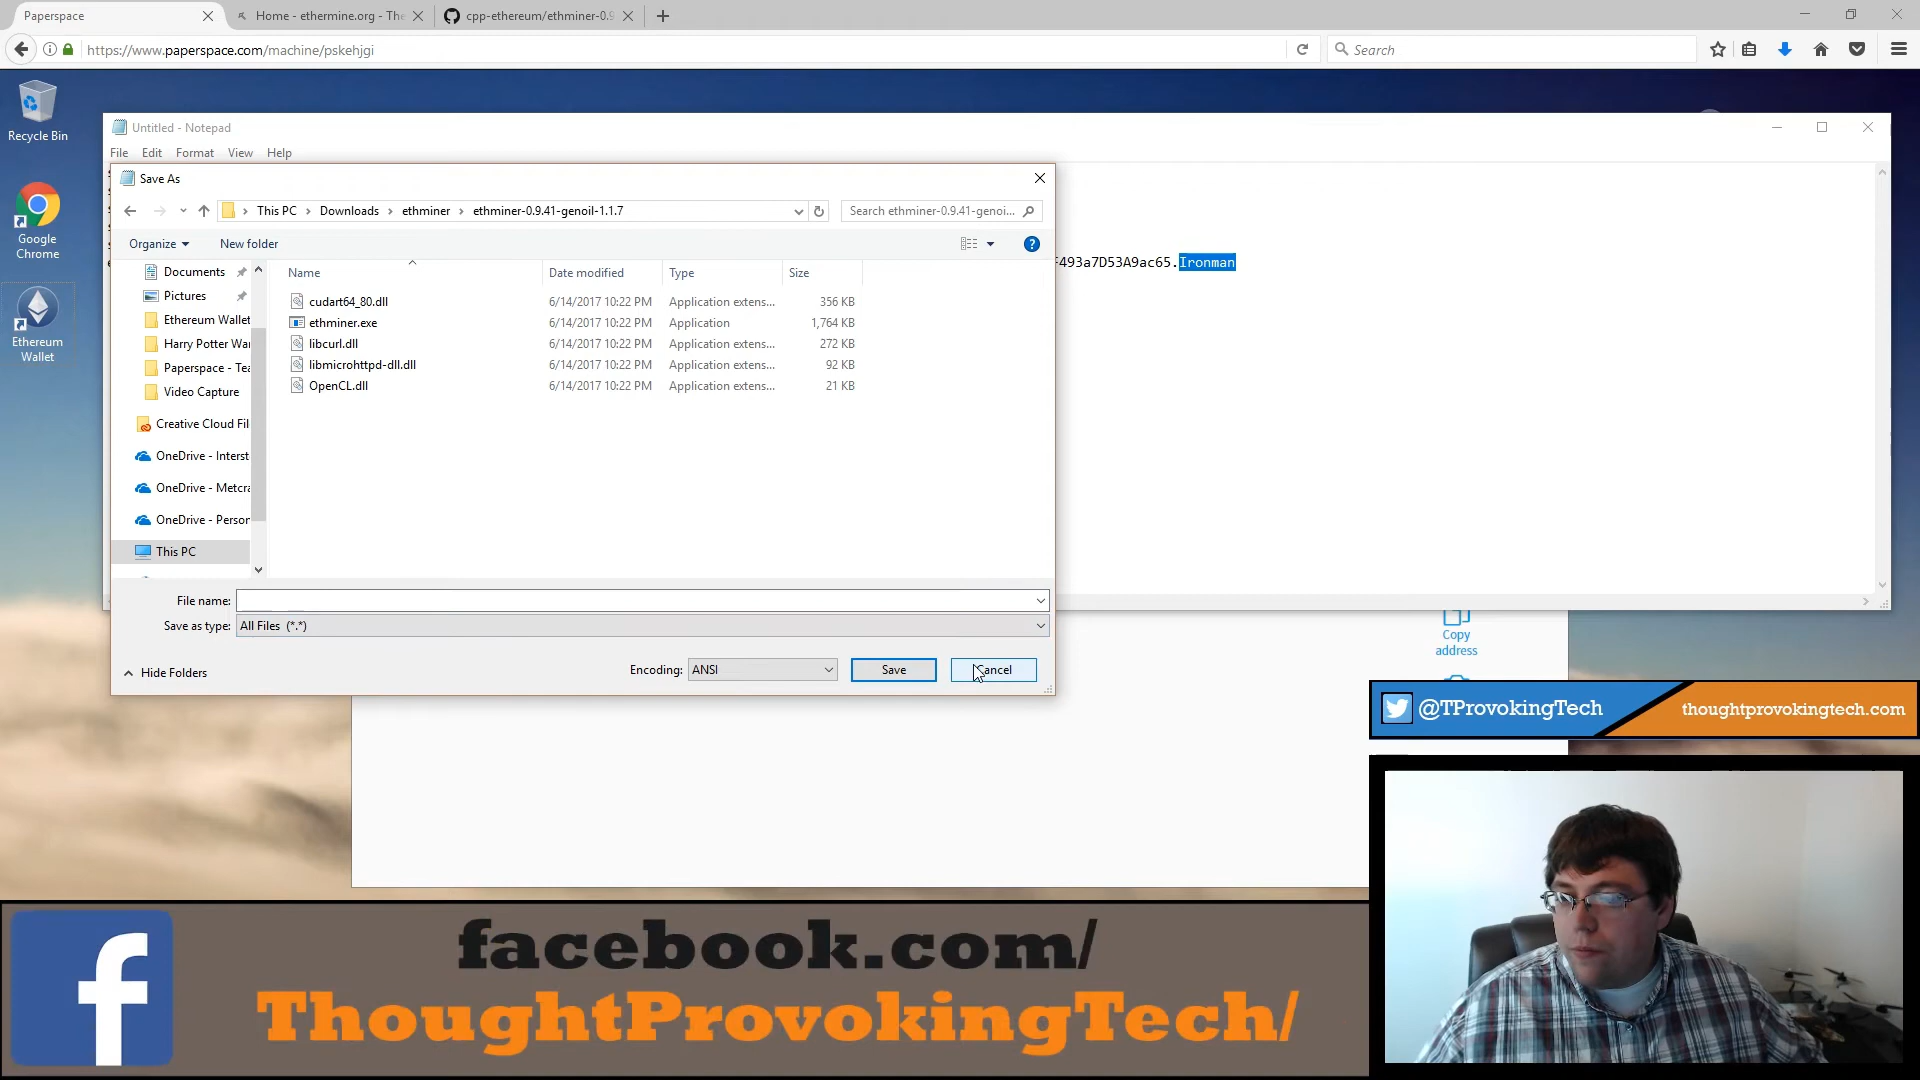 Paperspace
Home - ethermine.org - The
cpp-ethereum/ethminer-0.9
https://www.paperspace.com/machine/pskehjgi
Search
Recycle Bin
Google
Chrome
Ethereum
Wallet
Untitled - Notepad
File Edit Format View Help
493a7D53A9ac65.Ironman
Save As
This PC > Downloads > ethminer > ethminer-0.9.41-genoil-1.1.7
Search ethminer-0.9.41-genoi...
Organize New folder
Documents
Pictures
Ethereum Wallet
Harry Potter Wa
Paperspace - Tea
Video Capture
Creative Cloud Fil
OneDrive - Interst
OneDrive - Metcra
OneDrive - Person
This PC
Name Date modified Type Size
cudart64_80.dll 6/14/2017 10:22 PM Application extens... 356 KB
ethminer.exe 6/14/2017 10:22 PM Application 1,764 KB
libcurl.dll 6/14/2017 10:22 PM Application extens... 272 KB
libmicrohttpd-dll.dll 6/14/2017 10:22 PM Application extens... 92 KB
OpenCL.dll 6/14/2017 10:22 PM Application extens... 21 KB
File name:
Save as type: All Files (*.*)
Hide Folders
Encoding: ANSI
Save
Cancel
Copy
address
@TProvokingTech
thoughtprovokingtech.com
facebook.com/
ThoughtProvokingTech/